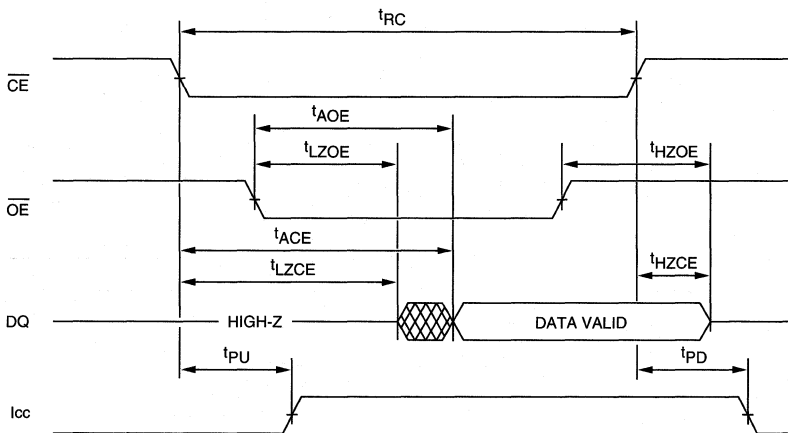 tRC
CE
tAOE
tLZOE
tHZOE
OE
tACE
tLZCE
tHZCE
DQ
HIGH-Z
DATA VALID
tPU
tPD
Icc